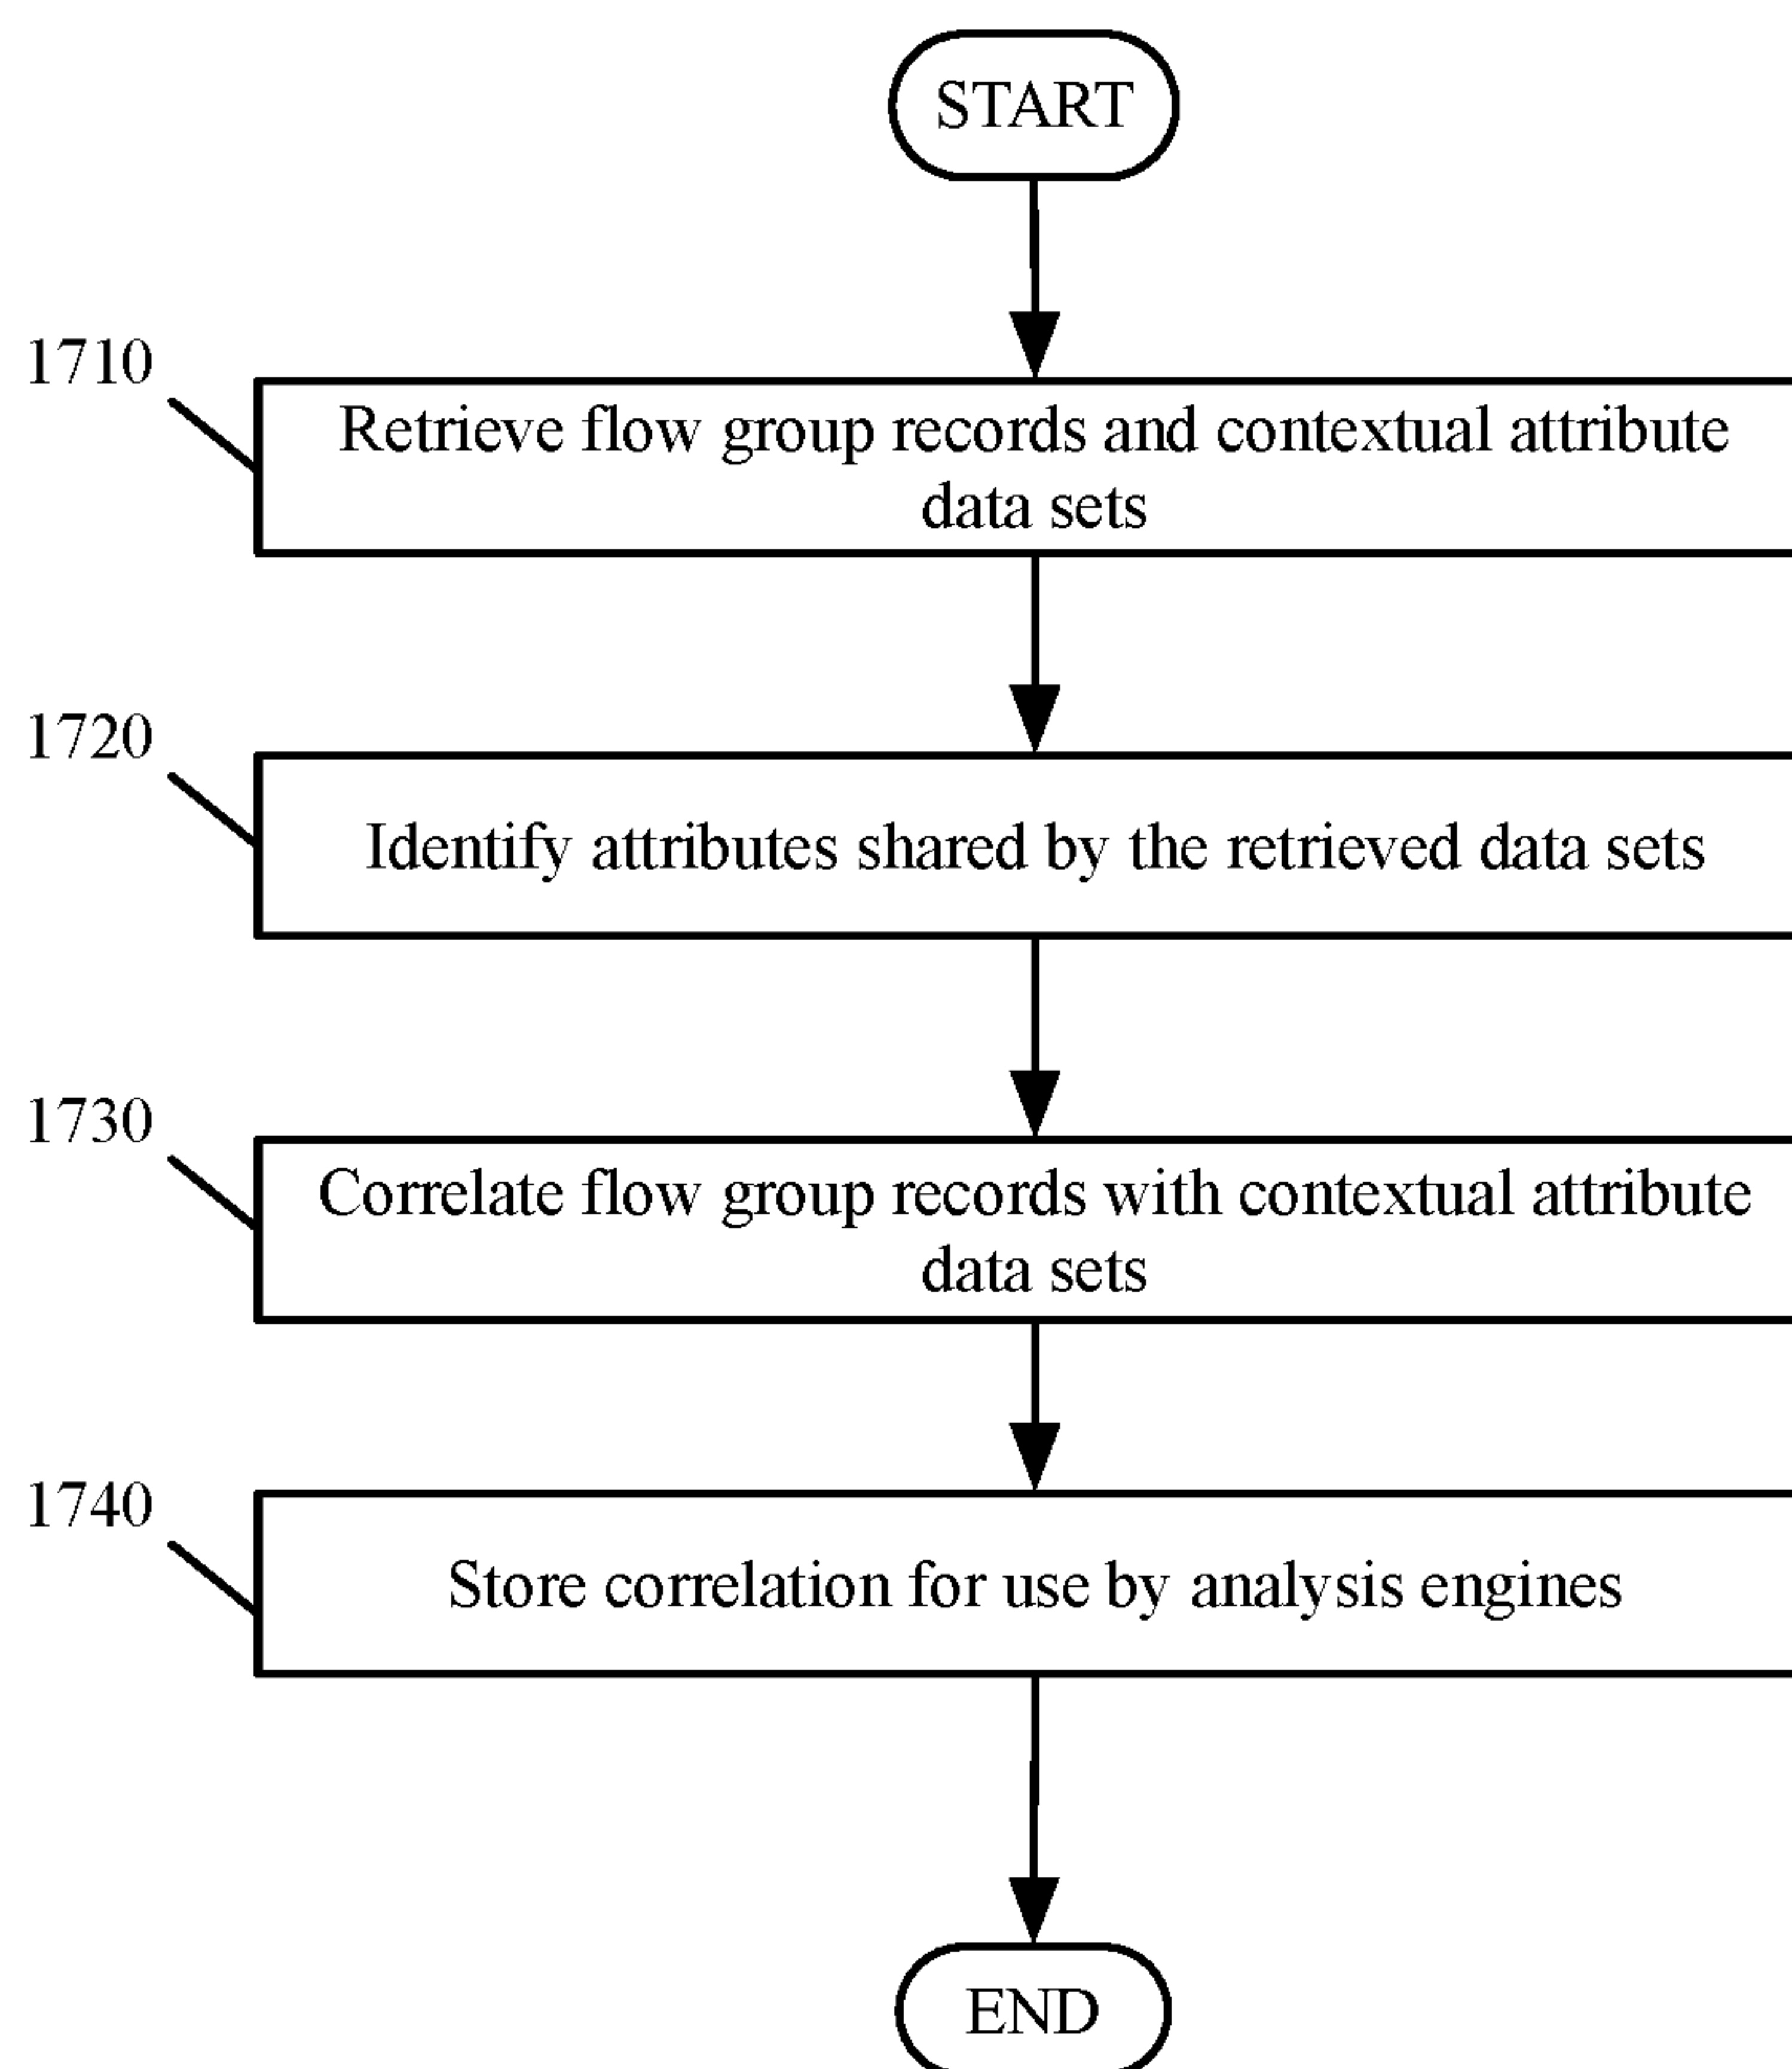 START
1710
Retrieve flow group records and contextual attribute
data sets
1720
Identify attributes shared by the retrieved data sets
1730
Correlate flow group records with contextual attribute
data sets
1740
Store correlation for use by analysis engines
END